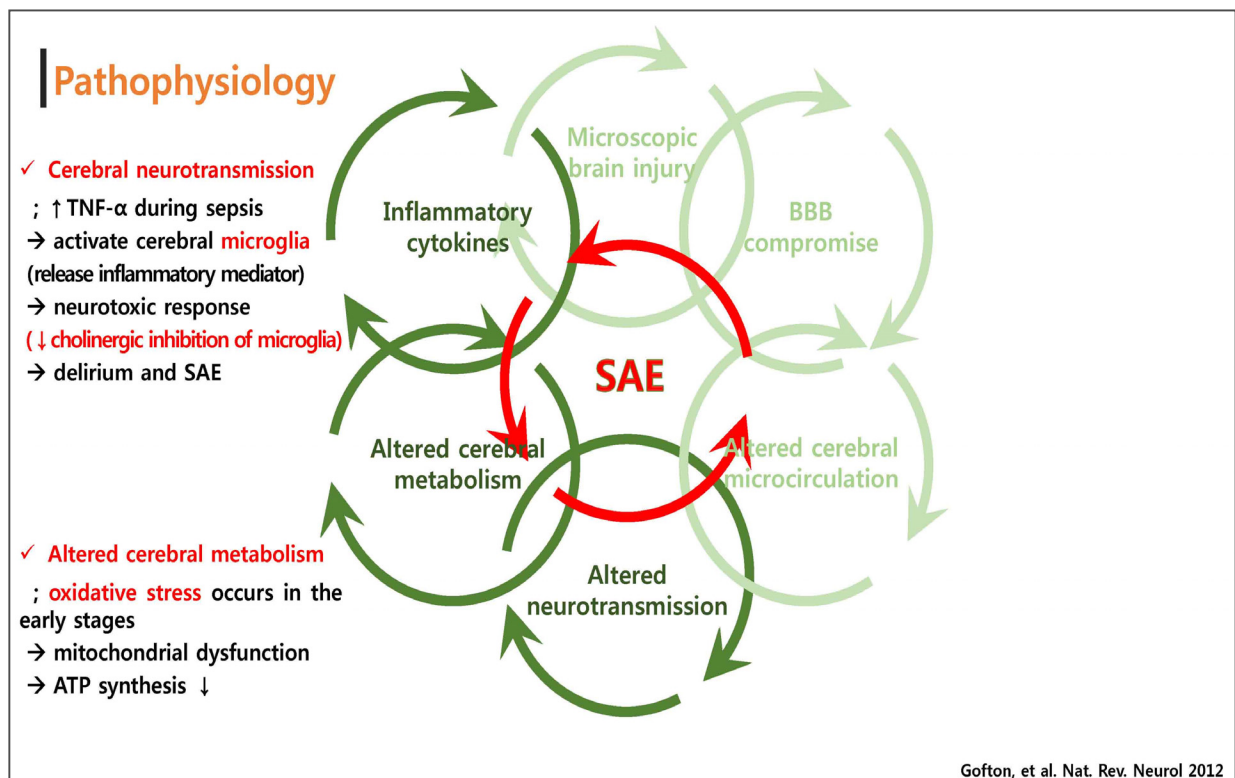 Pathophysiology
✓ Cerebral neurotransmission
; ↑ TNF-α during sepsis
→ activate cerebral microglia
(release inflammatory mediator)
→ neurotoxic response
(↓ cholinergic inhibition of microglia)
→ delirium and SAE
✓ Altered cerebral metabolism
; oxidative stress occurs in the
early stages
→ mitochondrial dysfunction
→ ATP synthesis ↓
Microscopic
brain injury
Inflammatory
cytokines
BBB
compromise
SAE
Altered cerebral
metabolism
Altered cerebral
microcirculation
Altered
neurotransmission
Gofton, et al. Nat. Rev. Neurol 2012